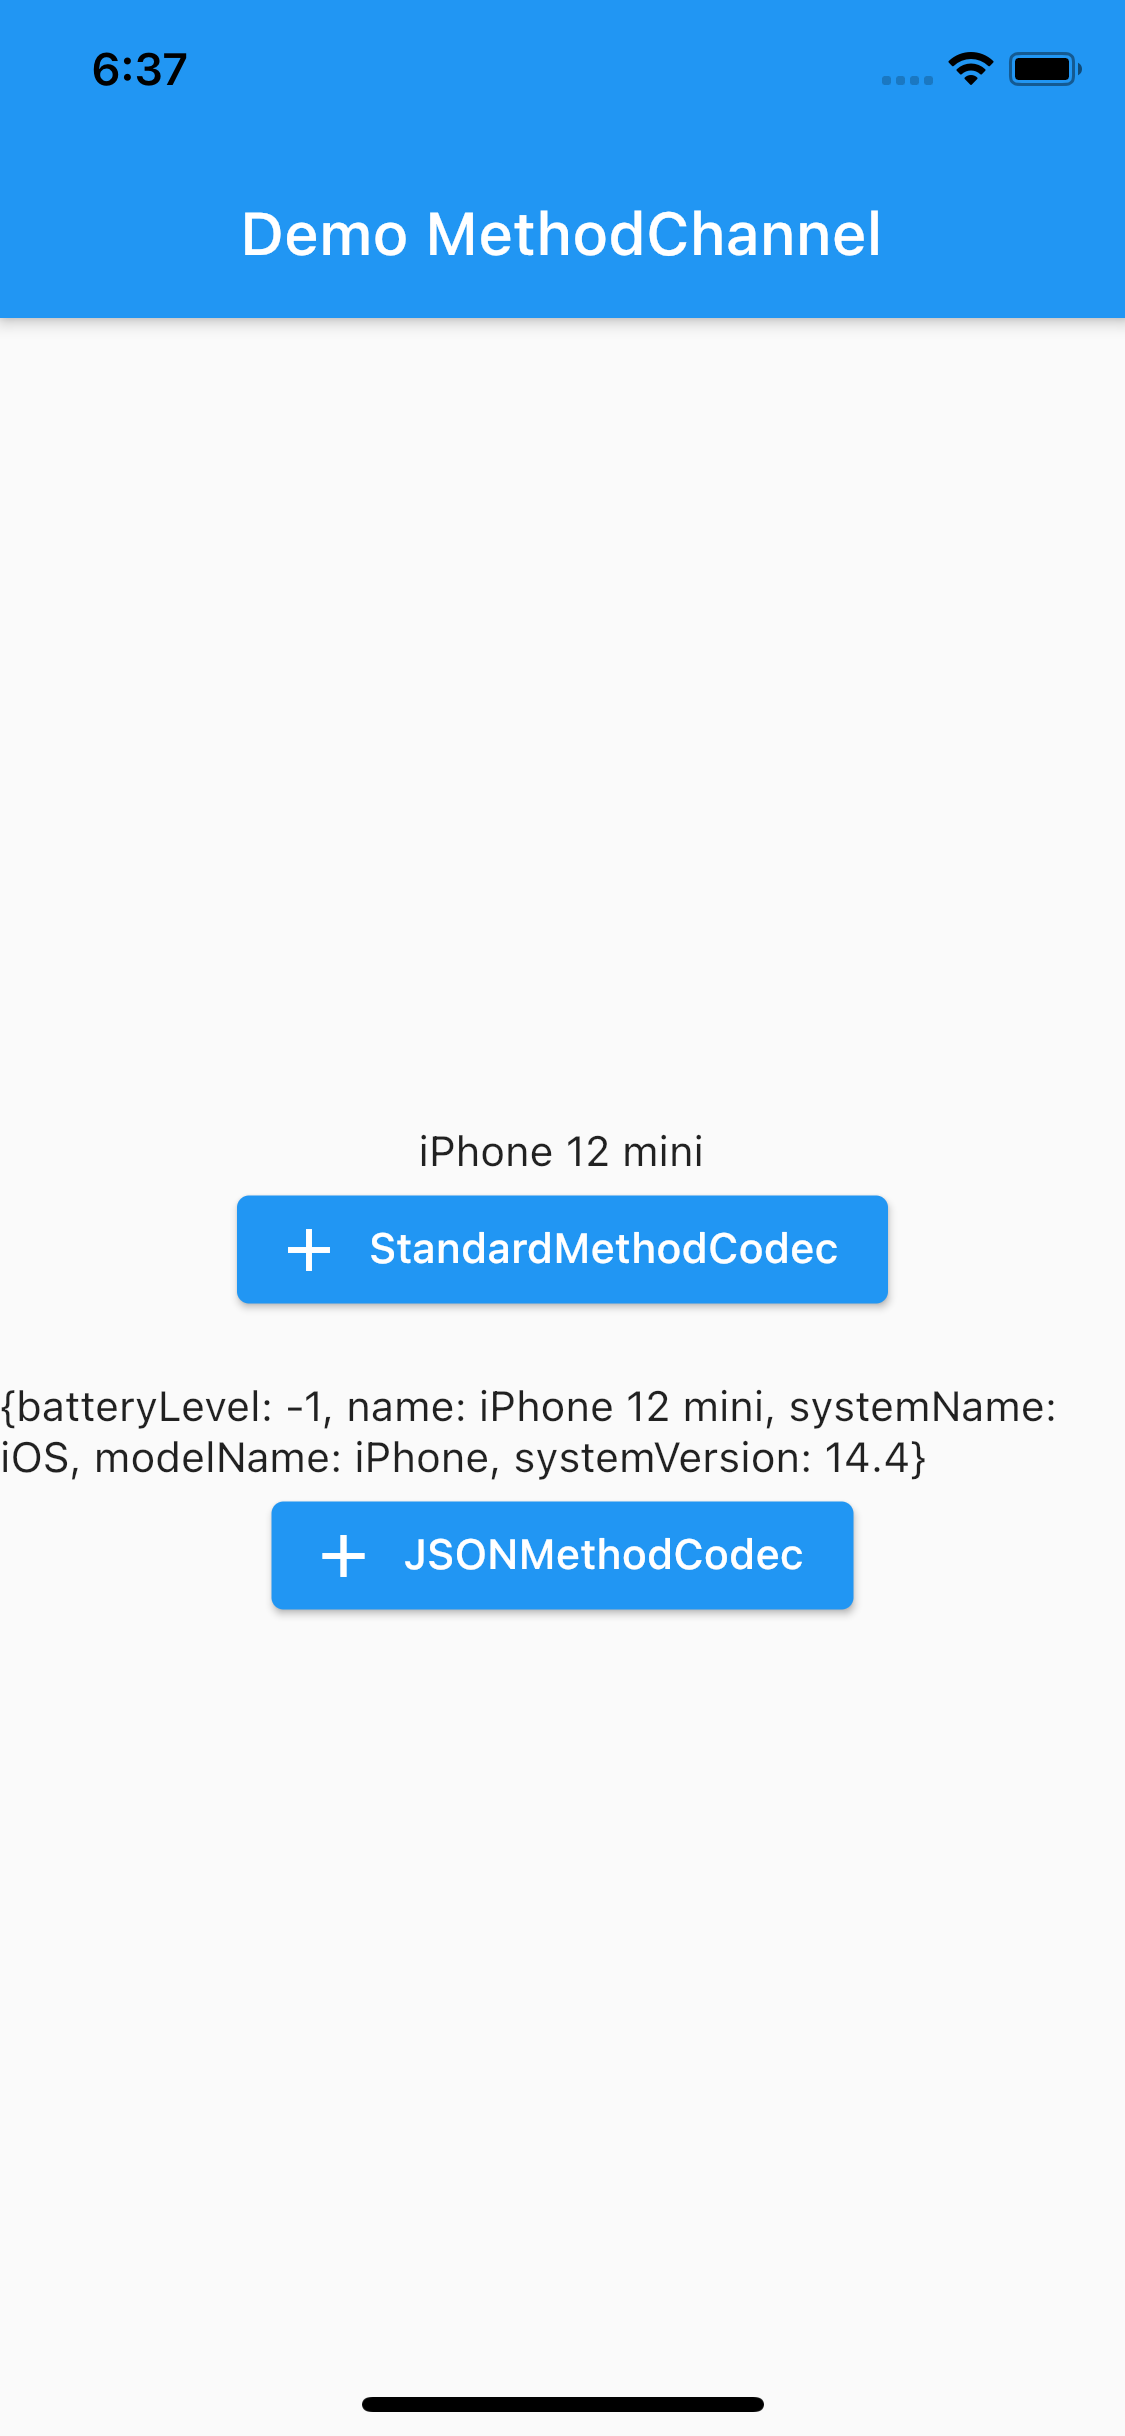 6:37
Demo MethodChannel
iPhone 12 mini
StandardMethodCodec
{batteryLevel: -1, name: iPhone 12 mini, systemName:
iOS, modelName: iPhone, systemVersion: 14.4}
JSONMethodCodec